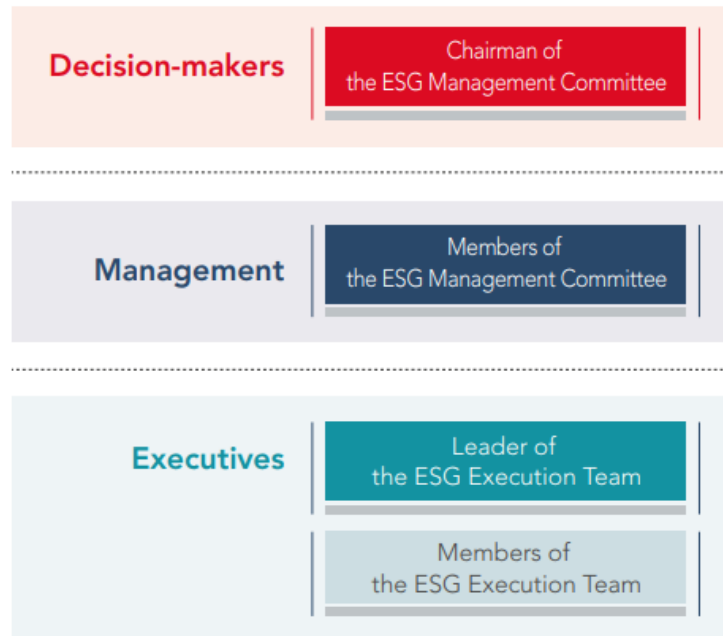 Decision-makers
Chairman of
the ESG Management Committee
Management
Members of
the ESG Management Committee
Executives
Leader of
the ESG Execution Team
Members of
the ESG Execution Team